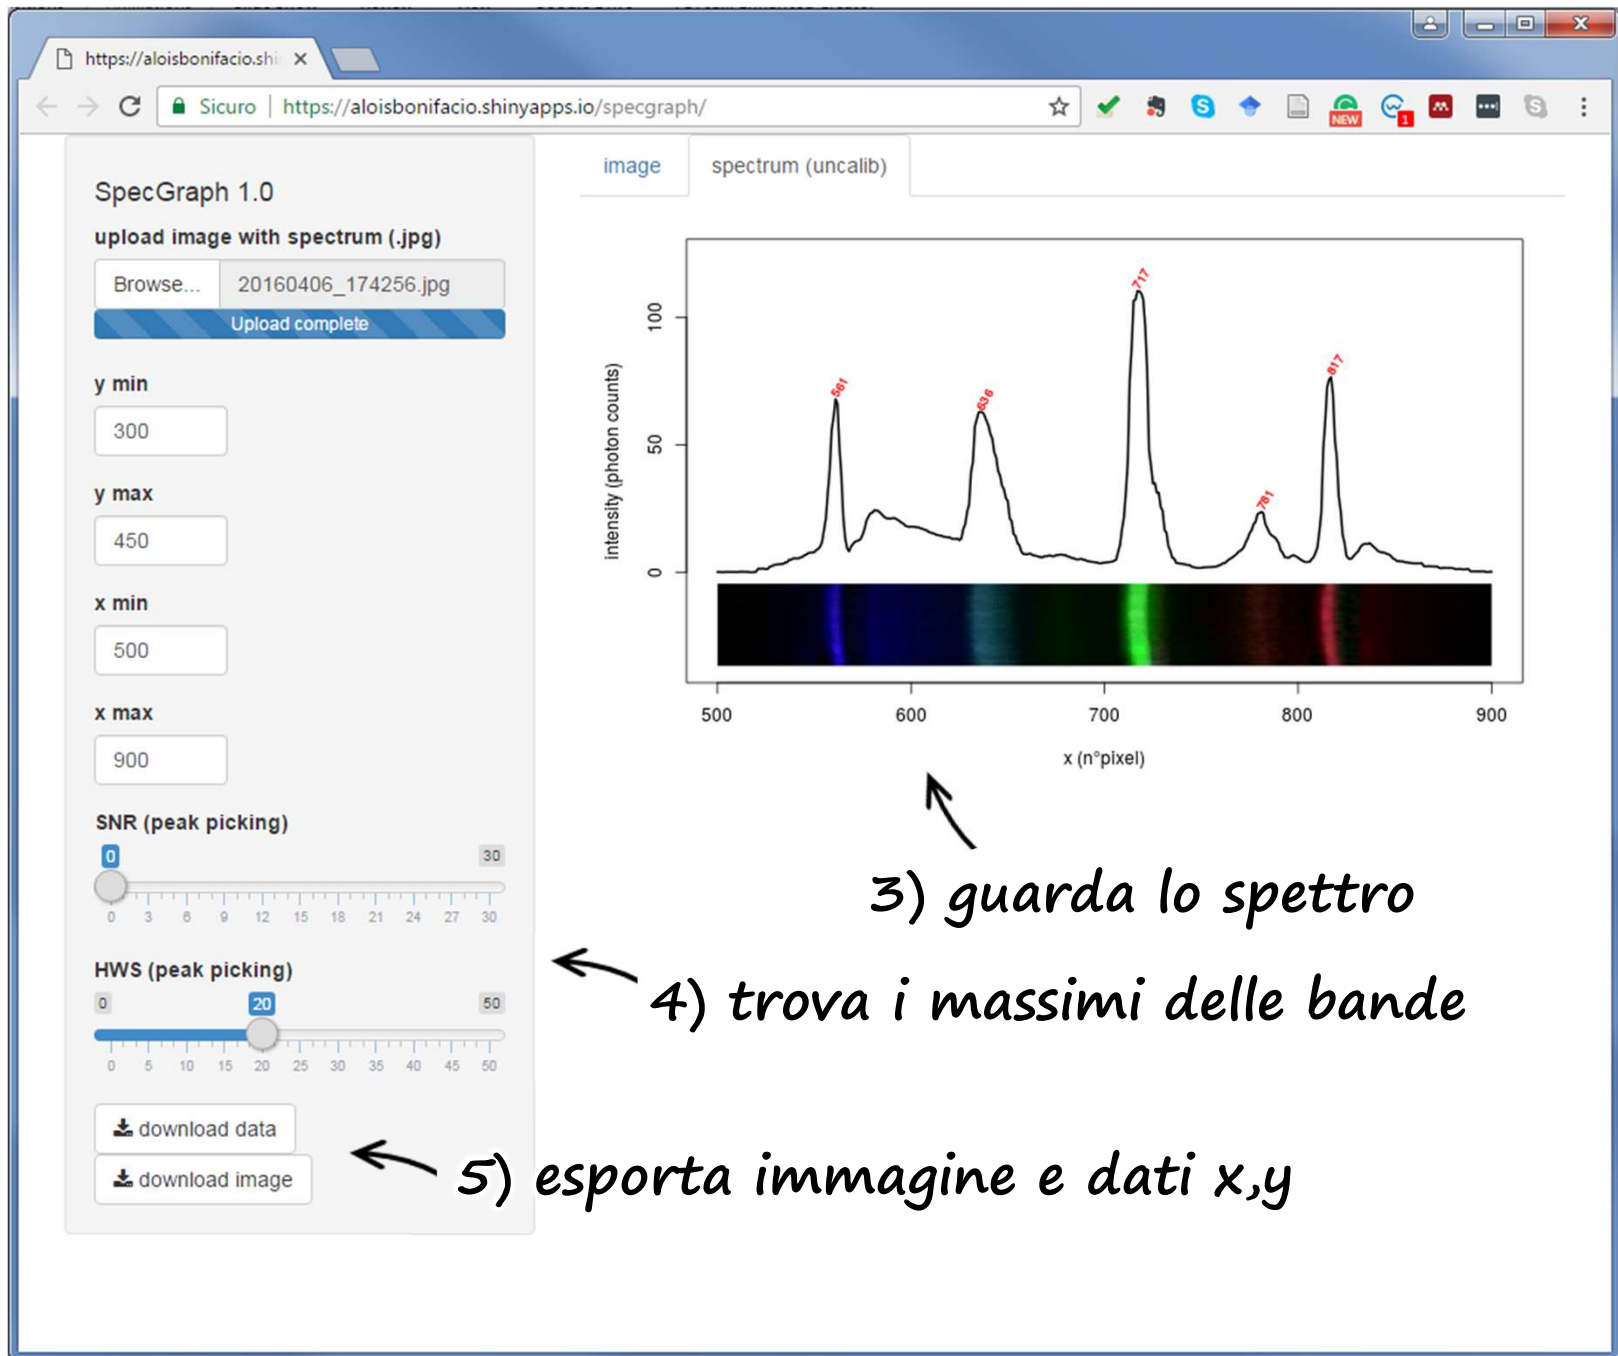 https://aloisbonifacio.shi
Sicuro | https://aloisbonifacio.shinyapps.io/specgraph/
NEW
1
SpecGraph 1.0
upload image with spectrum (.jpg)
Browse... 20160406_174256.jpg
Upload complete
y min
300
y max
450
x min
500
x max
900
SNR (peak picking)
0 30
0 3 6 9 12 15 18 21 24 27 30
HWS (peak picking)
0 20 50
0 5 10 15 20 25 30 35 40 45 50
download data
download image
image spectrum (uncalib)
intensity (photon counts)
100
50
0
561
636
717
781
817
500 600 700 800 900
x (n°pixel)
3) guarda lo spettro
4) trova i massimi delle bande
5) esporta immagine e dati x,y